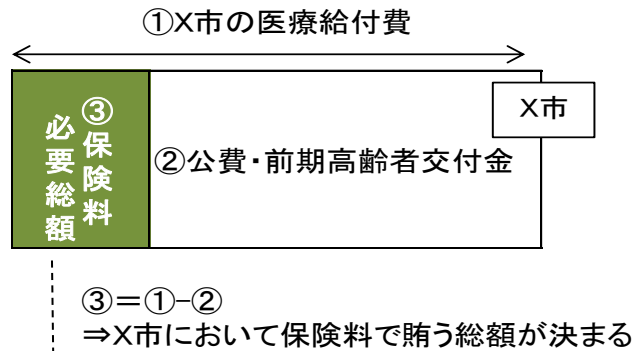 ①X市の医療給付費
X市
③保険料
必要総額
②公費・前期高齢者交付金
③=①-②
⇒X市において保険料で賄う総額が決まる